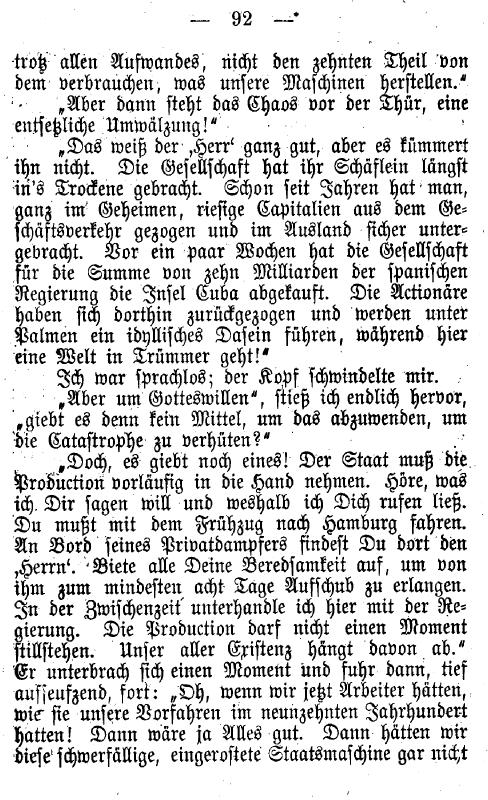 — 92 —
trotz allen Aufwandes, nicht den zehnten Theil von
dem verbrauchen, was unsere Maschinen herstellen.“
„Aber dann steht das Chaos vor der Thür, eine
entsetzliche Umwälzung!“
„Das weiß der ‚Herr‘ ganz gut, aber es kümmert
ihn nicht. Die Gesellschaft hat ihr Schäflein längst
in's Trockene gebracht. Schon seit Jahren hat man,
ganz im Geheimen, riesige Capitalien aus dem Ge-
schäftsverkehr gezogen und im Ausland sicher unter-
gebracht. Vor ein paar Wochen hat die Gesellschaft
für die Summe von zehn Milliarden der spanischen
Regierung die Insel Cuba abgekauft. Die Actionäre
haben sich dorthin zurückgezogen und werden unter
Palmen ein idyllisches Dasein führen, während hier
eine Welt in Trümmer geht!“
Ich war sprachlos; der Kopf schwindelte mir.
„Aber um Gotteswillen“, stieß ich endlich hervor,
„giebt es denn kein Mittel, um das abzuwenden, um
die Catastrophe zu verhüten?“
„Doch, es giebt noch eines! Der Staat muß die
Production vorläufig in die Hand nehmen. Höre, was
ich Dir sagen will und weshalb ich Dich rufen ließ.
Du mußt mit dem Frühzug nach Hamburg fahren.
An Bord seines Privatdampfers findest Du dort den
‚Herrn‘. Biete alle Deine Beredsamkeit auf, um von
ihm zum mindesten acht Tage Aufschub zu erlangen.
In der Zwischenzeit unterhandle ich hier mit der Re-
gierung. Die Production darf nicht einen Moment
stillstehen. Unser aller Existenz hängt davon ab.“
Er unterbrach sich einen Moment und fuhr dann, tief
aufseufzend, fort: „Oh, wenn wir jetzt Arbeiter hätten,
wie sie unsere Vorfahren im neunzehnten Jahrhundert
hatten! Dann wäre ja Alles gut. Dann hätten wir
diese schwerfällige, eingerostete Staatsmaschine gar nicht